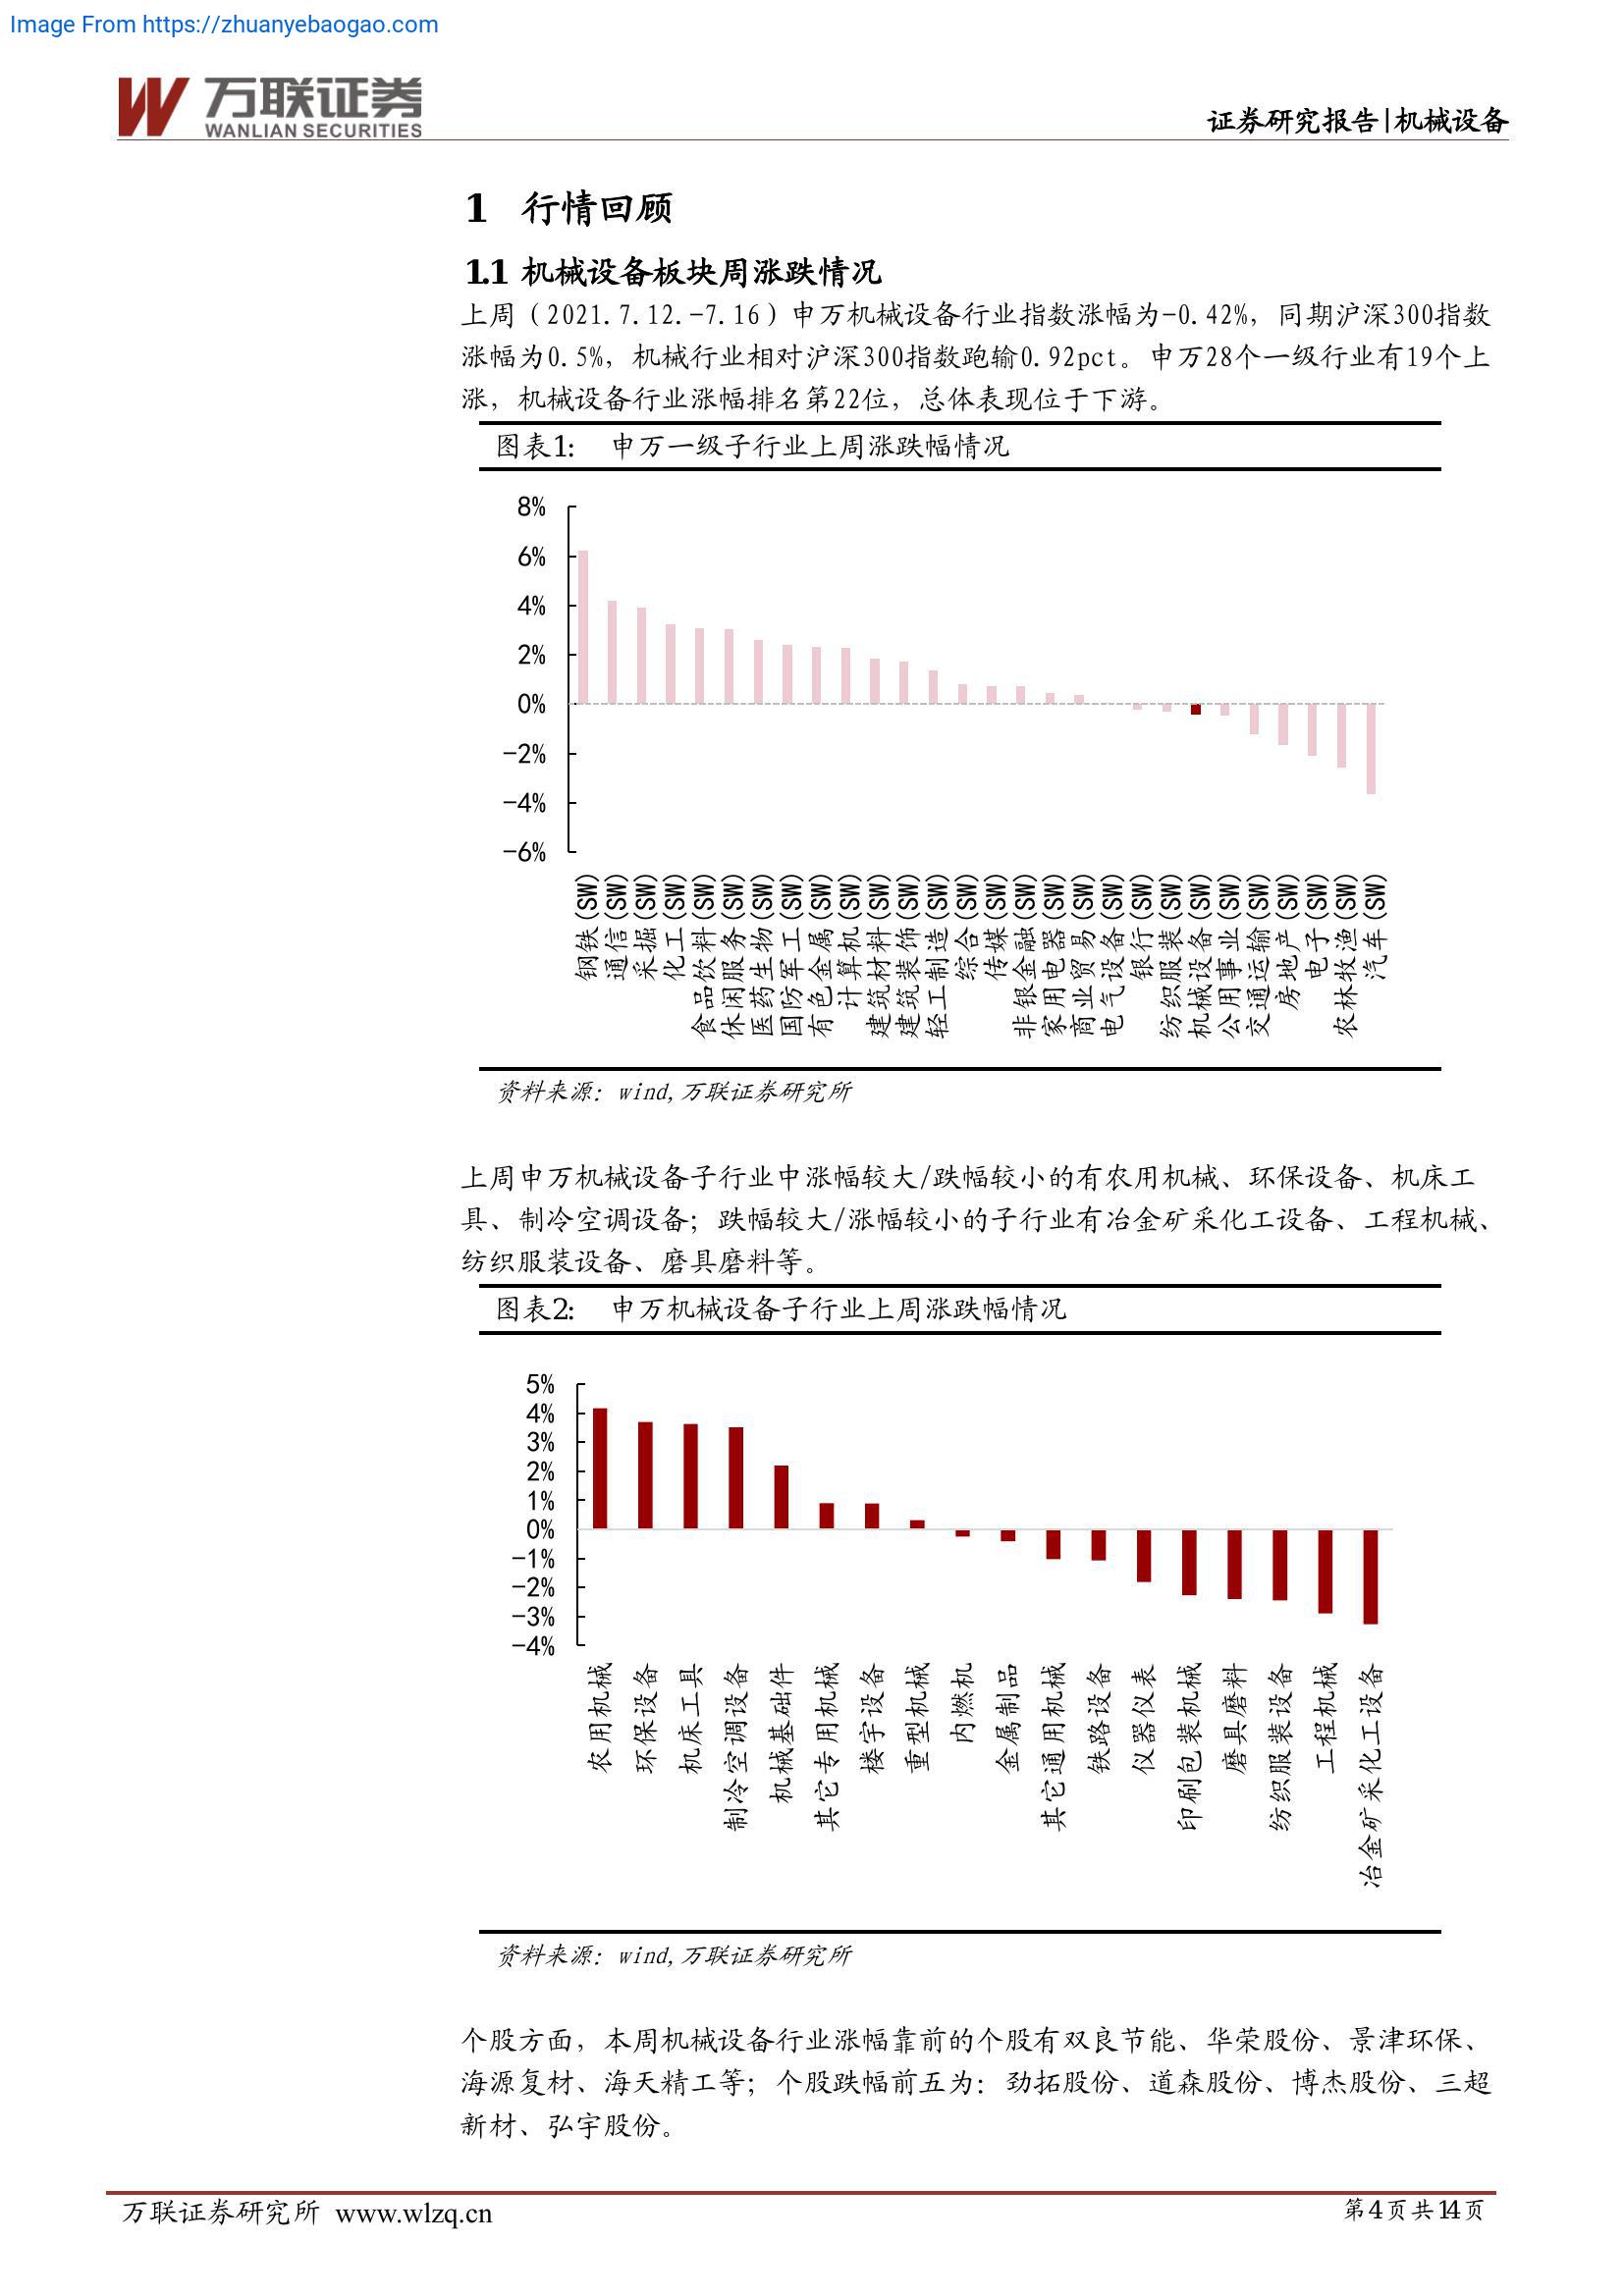 Image From https://zhuanyebaogao.com
万联证券
WANLIAN SECURITIES
证券研究报告|机械设备
1 行情回顾
1.1 机械设备板块周涨跌情况
上周（2021.7.12.-7.16）申万机械设备行业指数涨幅为-0.42%，同期沪深300指数
涨幅为0.5%，机械行业相对沪深300指数跑输0.92pct。申万28个一级行业有19个上
涨，机械设备行业涨幅排名第22位，总体表现位于下游。
图表1: 申万一级子行业上周涨跌幅情况
8%
6%
4%
2%
0%
-2%
-4%
-6%
钢铁(SW)
通信(SW)
采掘(SW)
化工(SW)
食品饮料(SW)
休闲服务(SW)
医药生物(SW)
国防军工(SW)
有色金属(SW)
计算机(SW)
建筑材料(SW)
建筑装饰(SW)
轻工制造(SW)
综合(SW)
传媒(SW)
非银金融(SW)
家用电器(SW)
商业贸易(SW)
电气设备(SW)
银行(SW)
纺织服装(SW)
机械设备(SW)
公用事业(SW)
交通运输(SW)
房地产(SW)
电子(SW)
农林牧渔(SW)
汽车(SW)
资料来源：wind,万联证券研究所
上周申万机械设备子行业中涨幅较大/跌幅较小的有农用机械、环保设备、机床工
具、制冷空调设备；跌幅较大/涨幅较小的子行业有冶金矿采化工设备、工程机械、
纺织服装设备、磨具磨料等。
图表2: 申万机械设备子行业上周涨跌幅情况
5%
4%
3%
2%
1%
0%
-1%
-2%
-3%
-4%
农用机械
环保设备
机床工具
制冷空调设备
机械基础件
其它专用机械
楼宇设备
重型机械
内燃机
金属制品
其它通用机械
铁路设备
仪器仪表
印刷包装机械
磨具磨料
纺织服装设备
工程机械
冶金矿采化工设备
资料来源：wind,万联证券研究所
个股方面，本周机械设备行业涨幅靠前的个股有双良节能、华荣股份、景津环保、
海源复材、海天精工等；个股跌幅前五为：劲拓股份、道森股份、博杰股份、三超
新材、弘宇股份。
万联证券研究所 www.wlzq.cn
第4页共14页